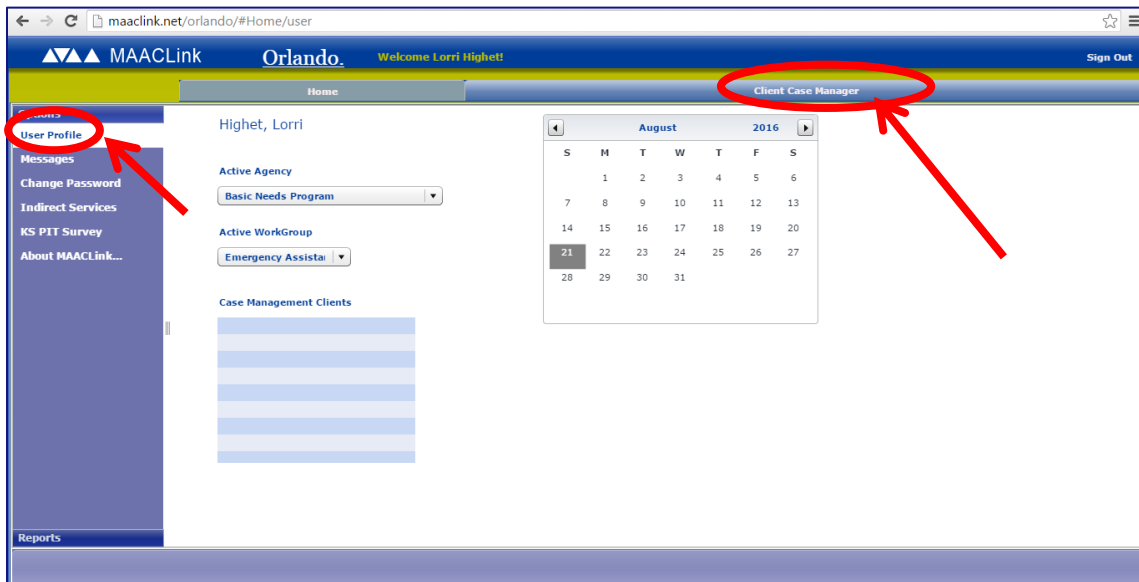 maaclink.net/orlando/#Home/user
MAACLink Orlando. Welcome Lorri Highet! Sign Out
Home Client Case Manager
Options
User Profile
Messages
Change Password
Indirect Services
KS PIT Survey
About MAACLink...
Reports
Highet, Lorri
Active Agency
Basic Needs Program
Active WorkGroup
Emergency Assistai
Case Management Clients
August 2016
S M T W T F S
1 2 3 4 5 6
7 8 9 10 11 12 13
14 15 16 17 18 19 20
21 22 23 24 25 26 27
28 29 30 31